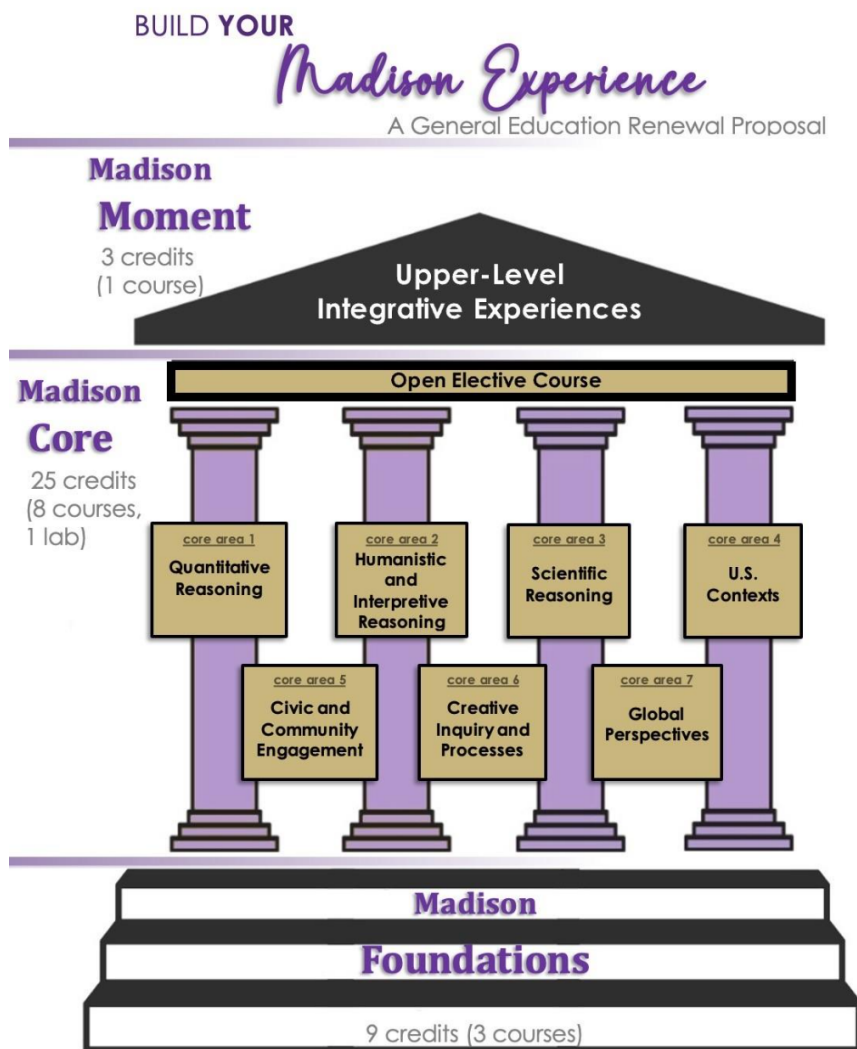 BUILD YOUR
Madison Experience
A General Education Renewal Proposal
Madison
Moment
3 credits
(1 course)
Upper-Level
Integrative Experiences
Madison
Core
25 credits
(8 courses,
1 lab)
Open Elective Course
core area 1
Quantitative
Reasoning
core area 2
Humanistic
and
Interpretive
Reasoning
core area 3
Scientific
Reasoning
core area 4
U.S.
Contexts
core area 5
Civic and
Community
Engagement
core area 6
Creative
Inquiry and
Processes
core area 7
Global
Perspectives
Madison
Foundations
9 credits (3 courses)